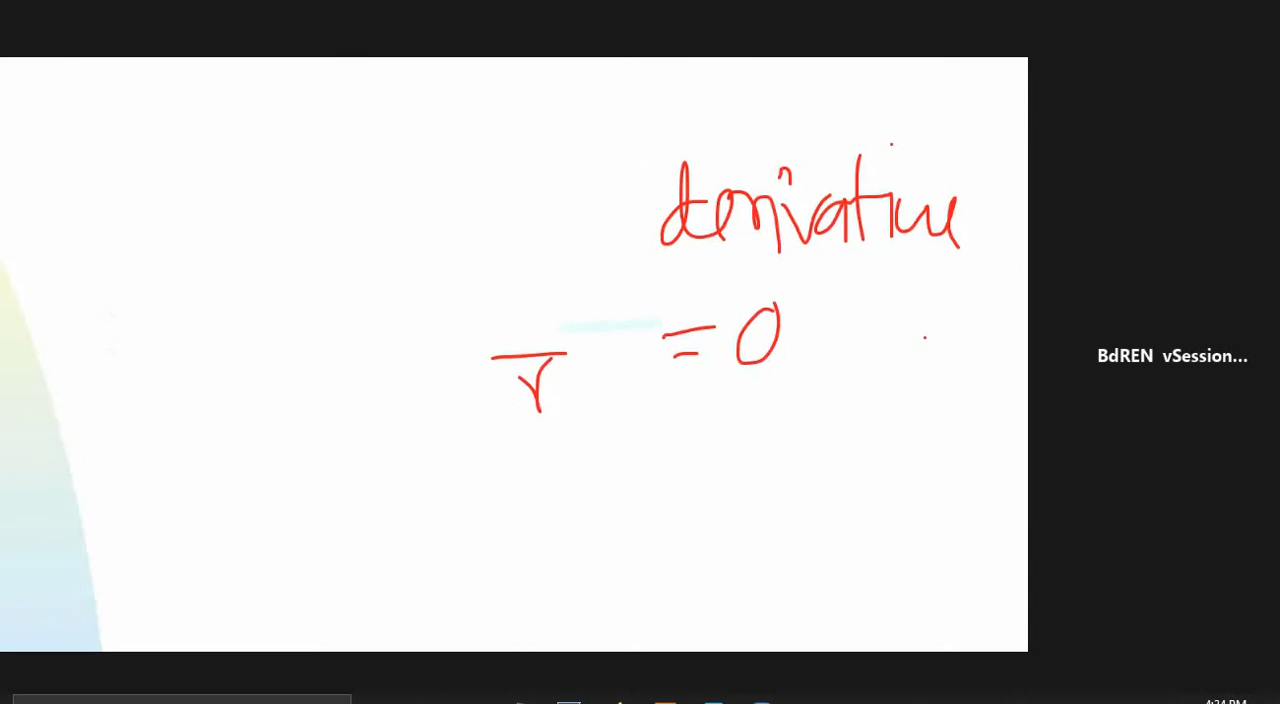 derivative
= 0
BdREN vSession...